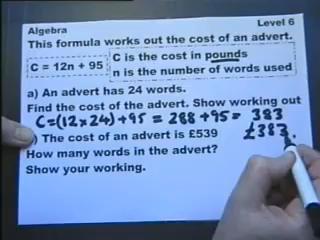 Algebra Level 6
This formula works out the cost of an advert.
C = 12n + 95
C is the cost in pounds
n is the number of words used
a) An advert has 24 words.
Find the cost of the advert. Show working out
C=(12×24)+95 = 288+95= 383
£383.
) The cost of an advert is £539
How many words in the advert?
Show your working.